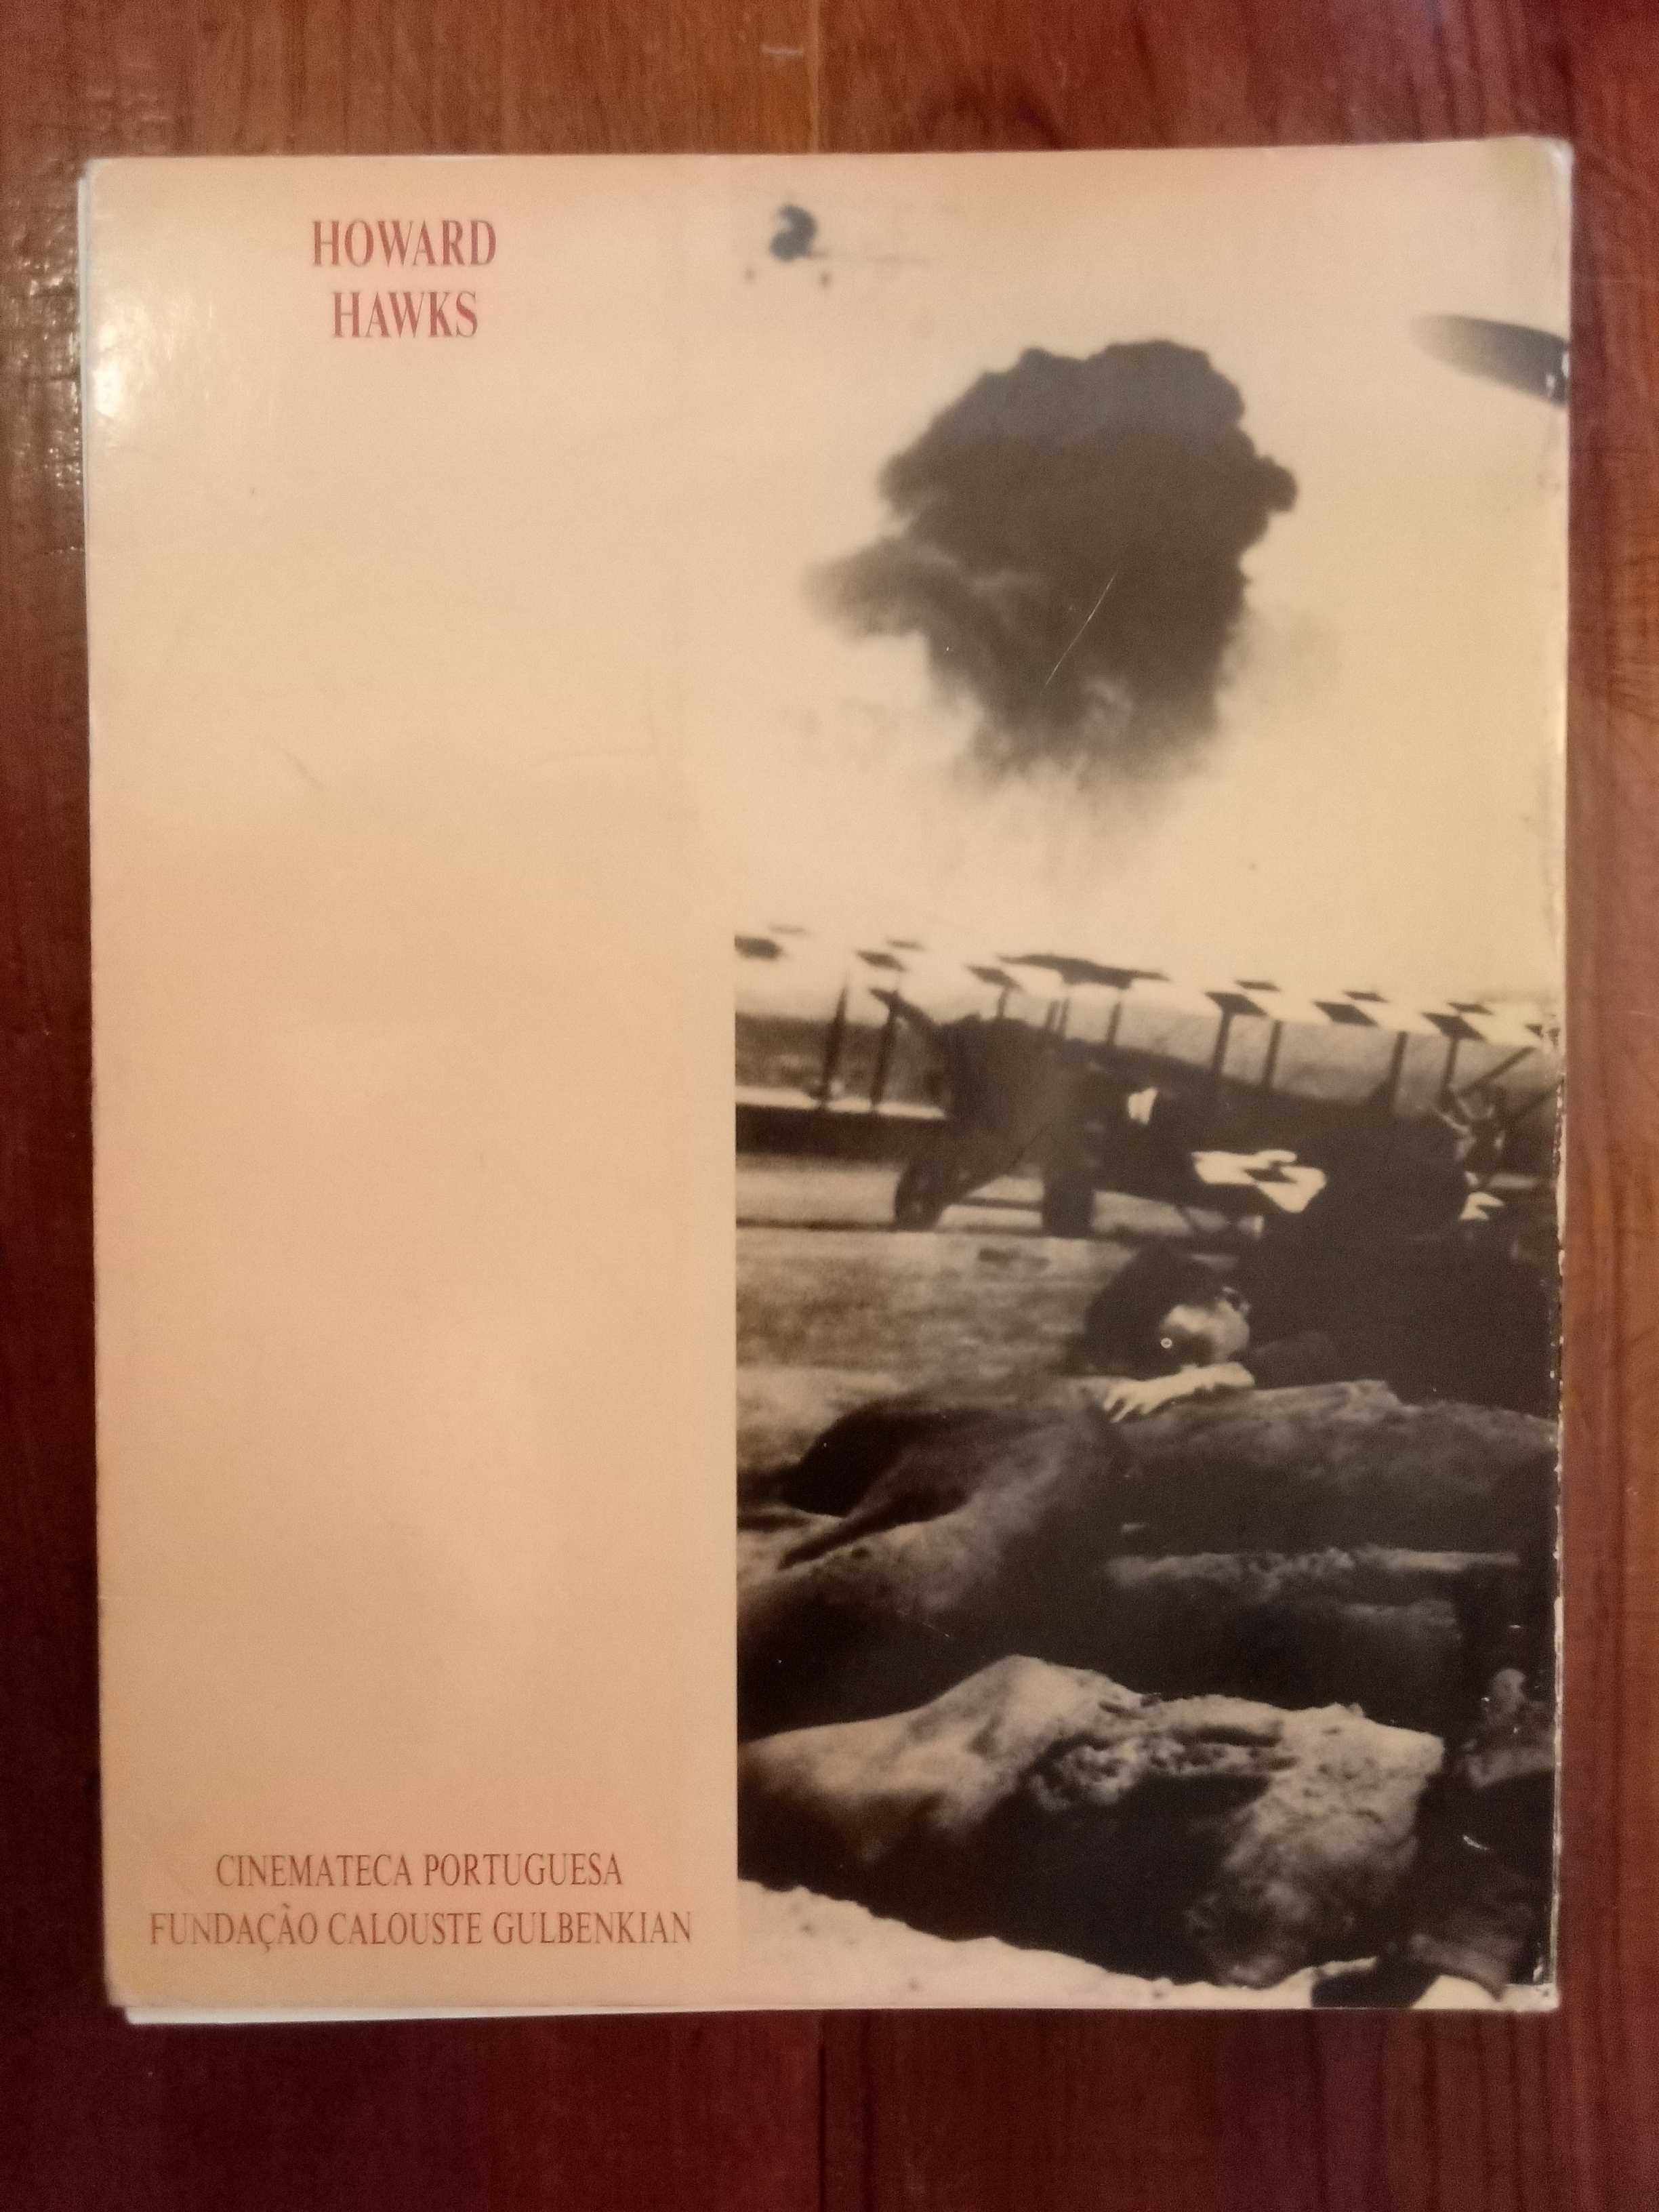 HOWARD
HAWKS
CINEMATECA PORTUGUESA
FUNDAÇÃO CALOUSTE GULBENKIAN